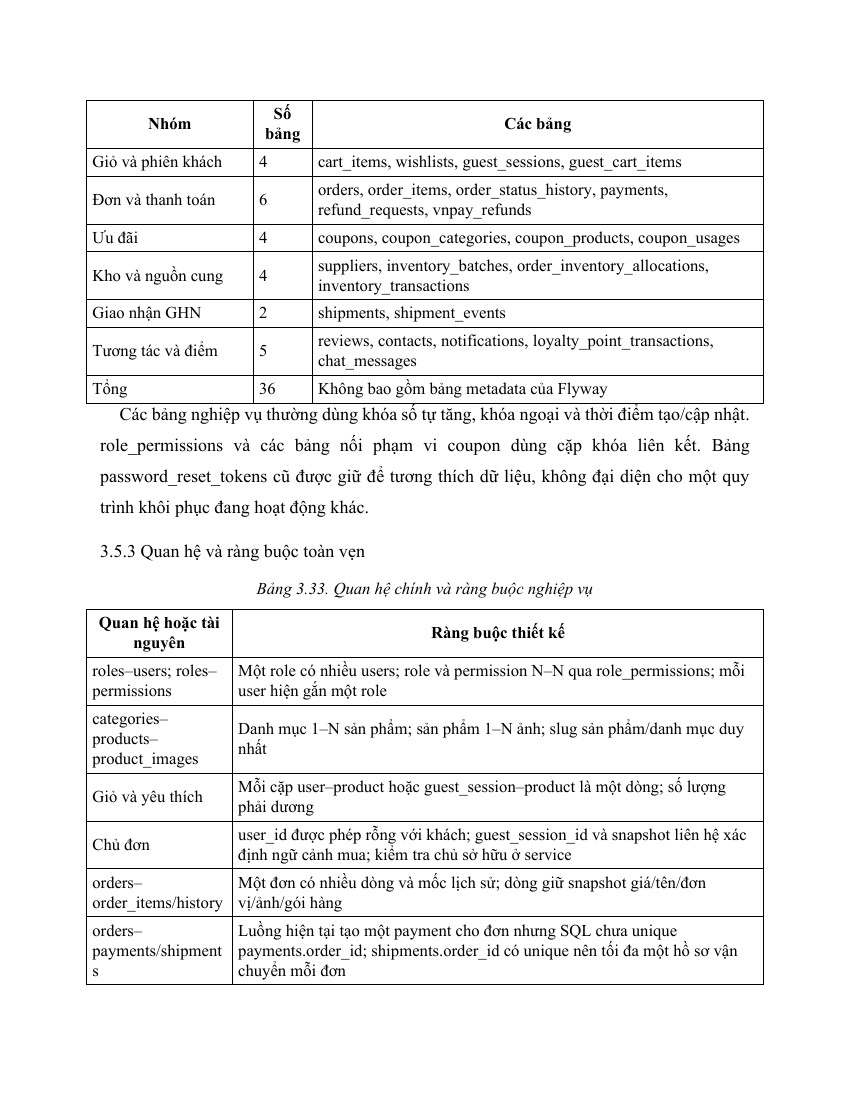 Nhóm
Số
bảng
Các bảng
Giỏ và phiên khách
4
cart_items, wishlists, guest_sessions, guest_cart_items
Đơn và thanh toán
6
orders, order_items, order_status_history, payments,
refund_requests, vnpay_refunds
Ưu đãi
4
coupons, coupon_categories, coupon_products, coupon_usages
Kho và nguồn cung
4
suppliers, inventory_batches, order_inventory_allocations,
inventory_transactions
Giao nhận GHN
2
shipments, shipment_events
Tương tác và điểm
5
reviews, contacts, notifications, loyalty_point_transactions,
chat_messages
Tổng
36
Không bao gồm bảng metadata của Flyway
Các bảng nghiệp vụ thường dùng khóa số tự tăng, khóa ngoại và thời điểm tạo/cập nhật.
role_permissions và các bảng nối phạm vi coupon dùng cặp khóa liên kết. Bảng
password_reset_tokens cũ được giữ để tương thích dữ liệu, không đại diện cho một quy
trình khôi phục đang hoạt động khác.
3.5.3 Quan hệ và ràng buộc toàn vẹn
Bảng 3.33. Quan hệ chính và ràng buộc nghiệp vụ
Quan hệ hoặc tài
nguyên
Ràng buộc thiết kế
roles–users; roles–
permissions
Một role có nhiều users; role và permission N–N qua role_permissions; mỗi
user hiện gắn một role
categories–
products–
product_images
Danh mục 1–N sản phẩm; sản phẩm 1–N ảnh; slug sản phẩm/danh mục duy
nhất
Giỏ và yêu thích
Mỗi cặp user–product hoặc guest_session–product là một dòng; số lượng
phải dương
Chủ đơn
user_id được phép rỗng với khách; guest_session_id và snapshot liên hệ xác
định ngữ cảnh mua; kiểm tra chủ sở hữu ở service
orders–
order_items/history
Một đơn có nhiều dòng và mốc lịch sử; dòng giữ snapshot giá/tên/đơn
vị/ảnh/gói hàng
orders–
payments/shipment
s
Luồng hiện tại tạo một payment cho đơn nhưng SQL chưa unique
payments.order_id; shipments.order_id có unique nên tối đa một hồ sơ vận
chuyển mỗi đơn